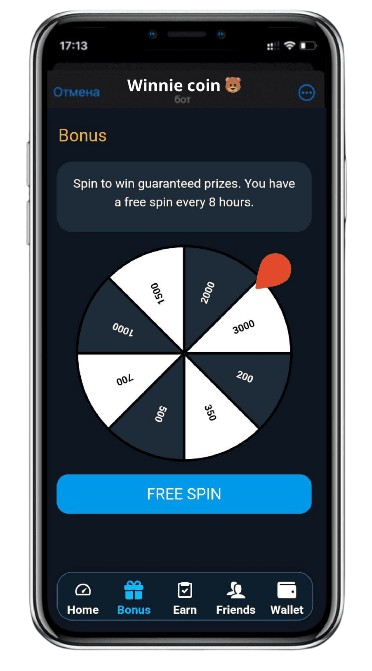 17:13
Отмена
Winnie coin 🐻
бот
Bonus
Spin to win guaranteed prizes. You have
a free spin every 8 hours.
2000
3000
200
350
500
700
1000
1500
FREE SPIN
Home
Bonus
Earn
Friends
Wallet